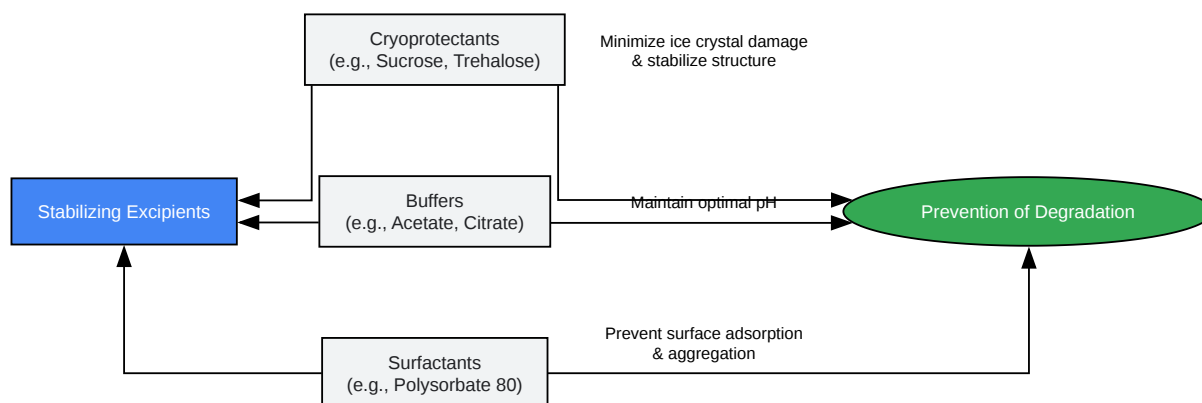 Cryoprotectants
(e.g., Sucrose, Trehalose)
Minimize ice crystal damage
& stabilize structure
Stabilizing Excipients
Buffers
(e.g., Acetate, Citrate)
Maintain optimal pH
Prevention of Degradation
Prevent surface adsorption
& aggregation
Surfactants
(e.g., Polysorbate 80)